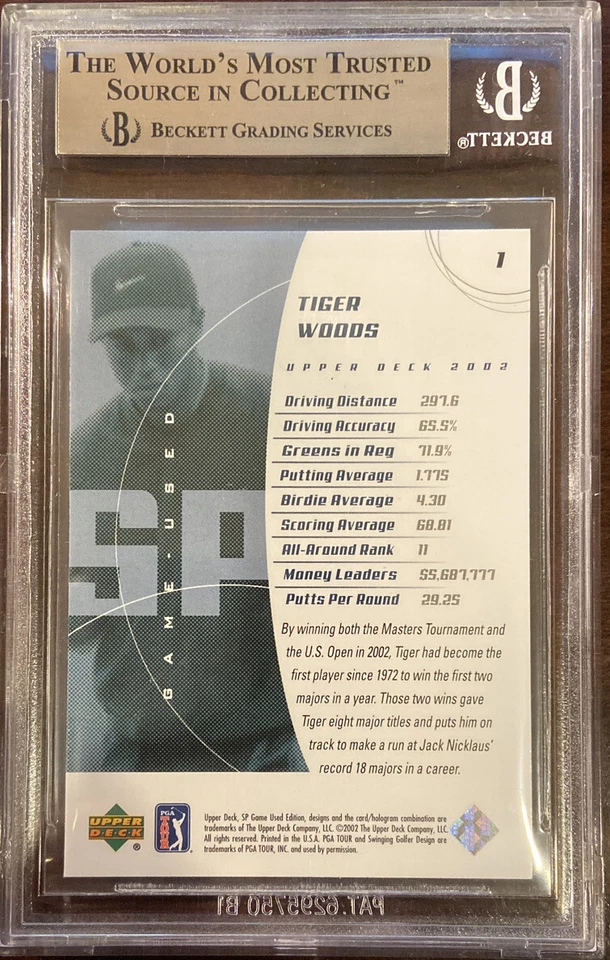 THE WORLD'S MOST TRUSTED
SOURCE IN COLLECTING™
B BECKETT GRADING SERVICES
B
BECKETT®
1
TIGER
WOODS
UPPER DECK 2002
Driving Distance 297.6
Driving Accuracy 65.5%
Greens in Reg 71.9%
Putting Average 1.775
Birdie Average 4.30
Scoring Average 68.81
All-Around Rank 11
Money Leaders $5,687,777
Putts Per Round 29.25
SP
GAME-USED
By winning both the Masters Tournament and
the U.S. Open in 2002, Tiger had become the
first player since 1972 to win the first two
majors in a year. Those two wins gave
Tiger eight major titles and puts him on
track to make a run at Jack Nicklaus'
record 18 majors in a career.
UPPER
DECK®
PGA
TOUR
Upper Deck, SP Game Used Edition, designs and the card/hologram combination are
trademarks of The Upper Deck Company, LLC. ©2002 The Upper Deck Company, LLC.
All rights reserved. Printed in the U.S.A. PGA TOUR and Swinging Golfer Design are
trademarks of PGA TOUR, INC. and used by permission.
PAT.6295750 B1